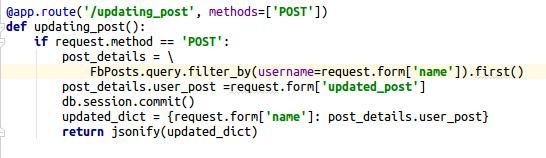 @app.route('/updating_post', methods=['POST'])
def updating_post():
    if request.method == 'POST':
        post_details = \
            FbPosts.query.filter_by(username=request.form['name']).first()
        post_details.user_post =request.form['updated_post']
        db.session.commit()
        updated_dict = {request.form['name']: post_details.user_post}
        return jsonify(updated_dict)